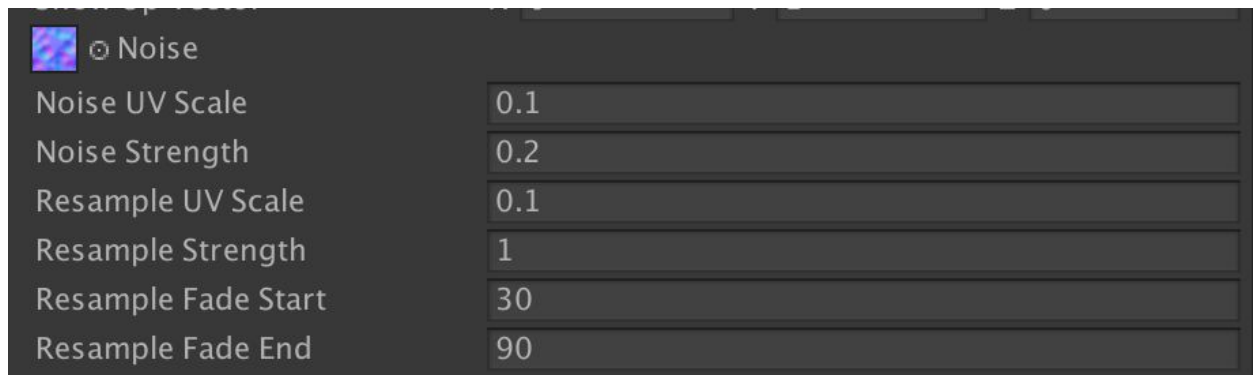 Noise
Noise UV Scale 0.1
Noise Strength 0.2
Resample UV Scale 0.1
Resample Strength 1
Resample Fade Start 30
Resample Fade End 90